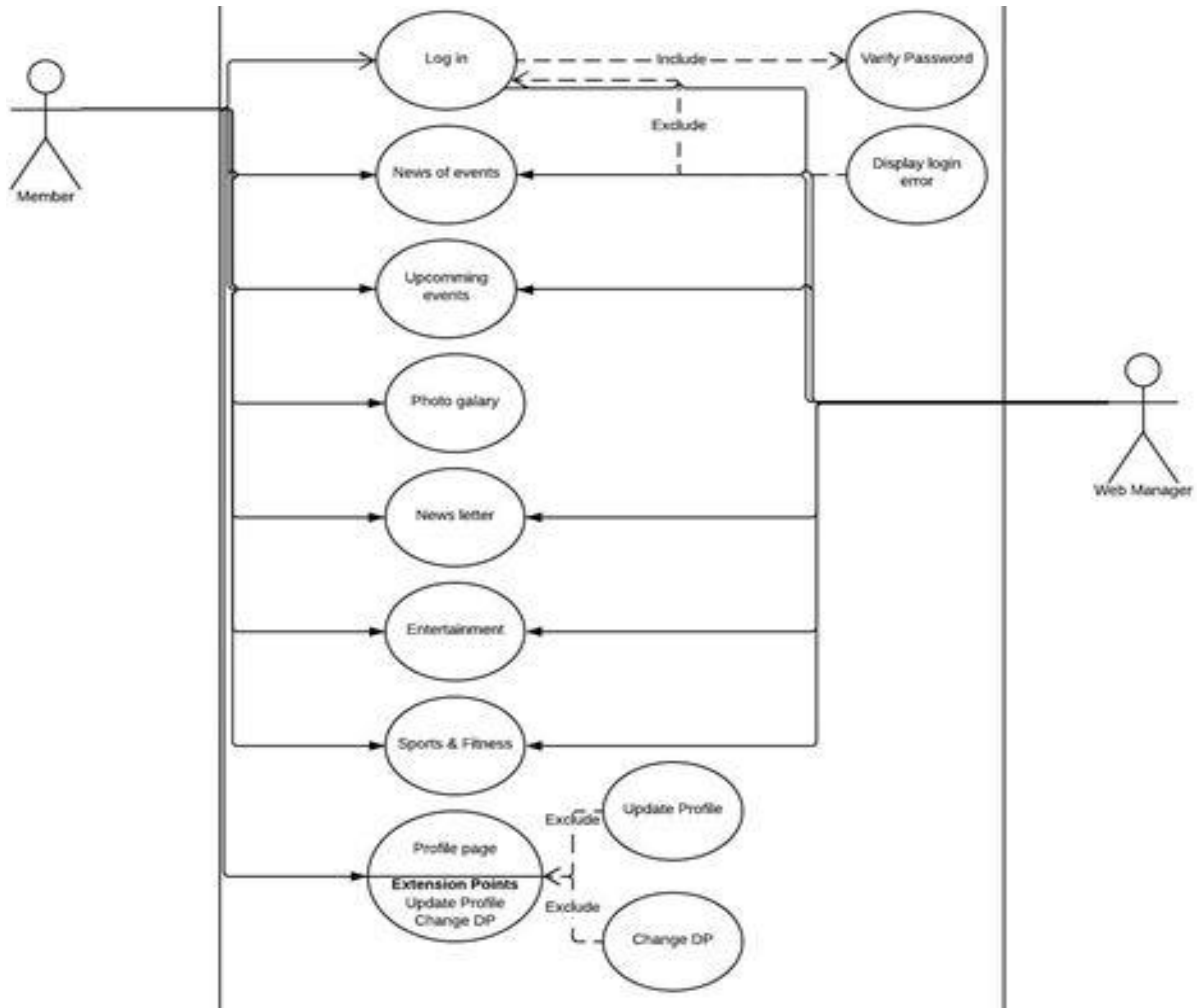 Log in
Include
Varify Password
Exclude
Member
News of events
Display login
error
Upcomming
events
Photo galary
Web Manager
News letter
Entertainment
Sports & Fitness
Update Profile
Exclude
Profile page
Extension Points
Update Profile
Change DP
Exclude
Change DP